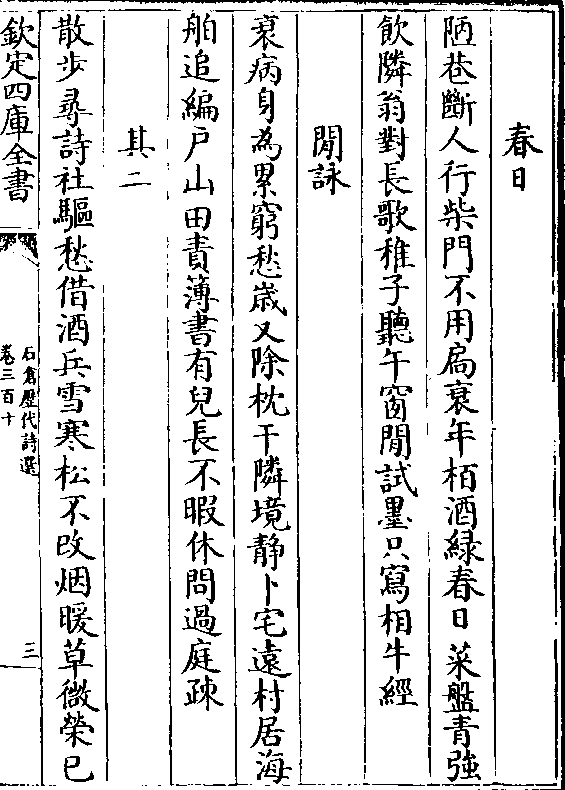 春日
陋巷斷人行柴門不用扃衰年栢酒緑春日菜盤青強
飲隣翁對長歌稚子聽午窗閒試墨只寫相牛經
閒詠
衰病身為累窮愁歲又除枕干隣境静卜宅遠村居海
舶追編戸山田責薄書有兒長不暇休問過庭疎
其二
散步尋詩社驅愁借酒兵雪寒松不改烟暖草微榮已
欽定四庫全書
石倉歷代詩選
卷三百十
三